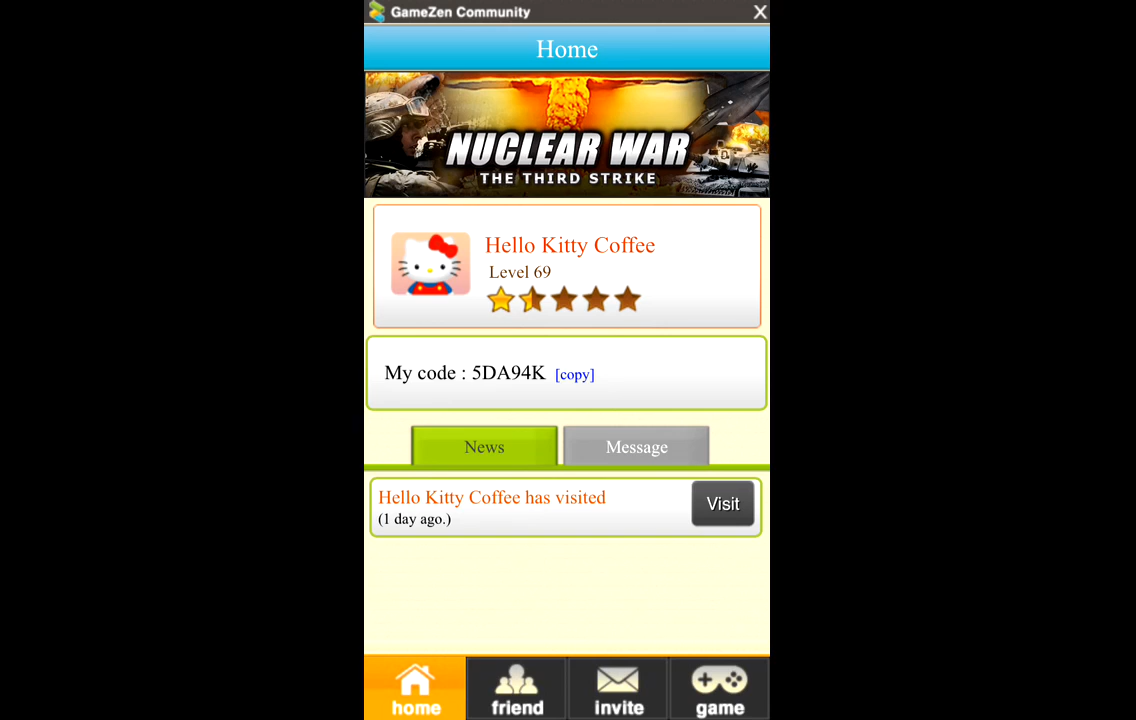 GameZen Community
X
Home
NUCLEAR WAR
THE THIRD STRIKE
Hello Kitty Coffee
Level 69
My code : 5DA94K [copy]
News
Message
Hello Kitty Coffee has visited
(1 day ago.)
Visit
home
friend
invite
game